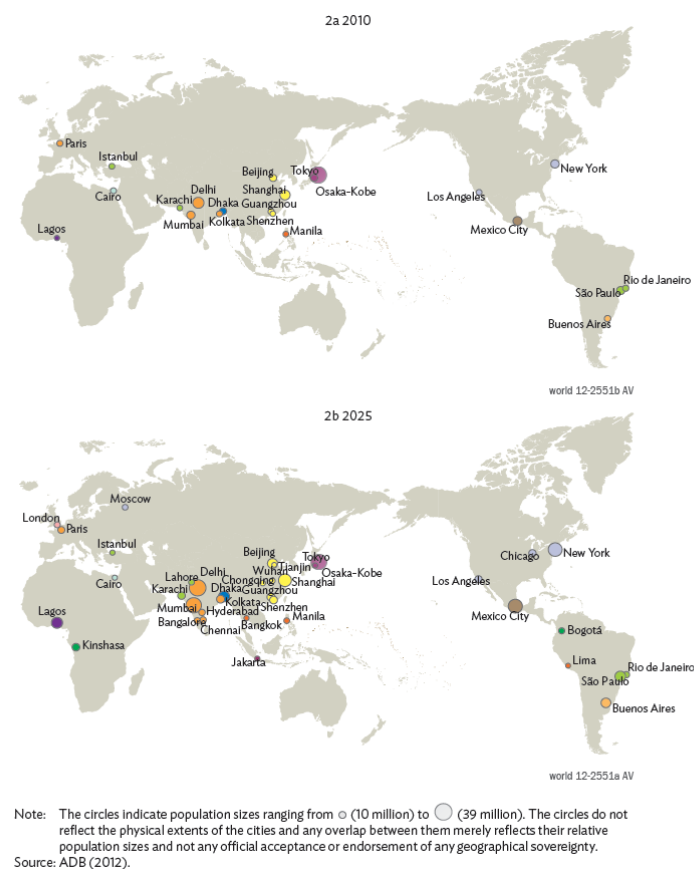 2a 2010
Paris
Istanbul
Cairo
Lagos
Karachi
Delhi
Mumbai
Dhaka
Kolkata
Beijing
Shanghai
Guangzhou
Shenzhen
Tokyo
Osaka-Kobe
Manila
Los Angeles
New York
Mexico City
Rio de Janeiro
São Paulo
Buenos Aires
world 12-2551b AV
2b 2025
Moscow
London
Paris
Istanbul
Cairo
Lagos
Kinshasa
Lahore
Delhi
Karachi
Mumbai
Bangalore
Chennai
Hyderabad
Dhaka
Kolkata
Chongqing
Wuhan
Beijing
Tianjin
Shanghai
Guangzhou
Shenzhen
Tokyo
Osaka-Kobe
Manila
Bangkok
Jakarta
Chicago
New York
Los Angeles
Mexico City
Bogotá
Lima
Rio de Janeiro
São Paulo
Buenos Aires
world 12-2551a AV
Note: The circles indicate population sizes ranging from (10 million) to (39 million). The circles do not
reflect the physical extents of the cities and any overlap between them merely reflects their relative
population sizes and not any official acceptance or endorsement of any geographical sovereignty.
Source: ADB (2012).